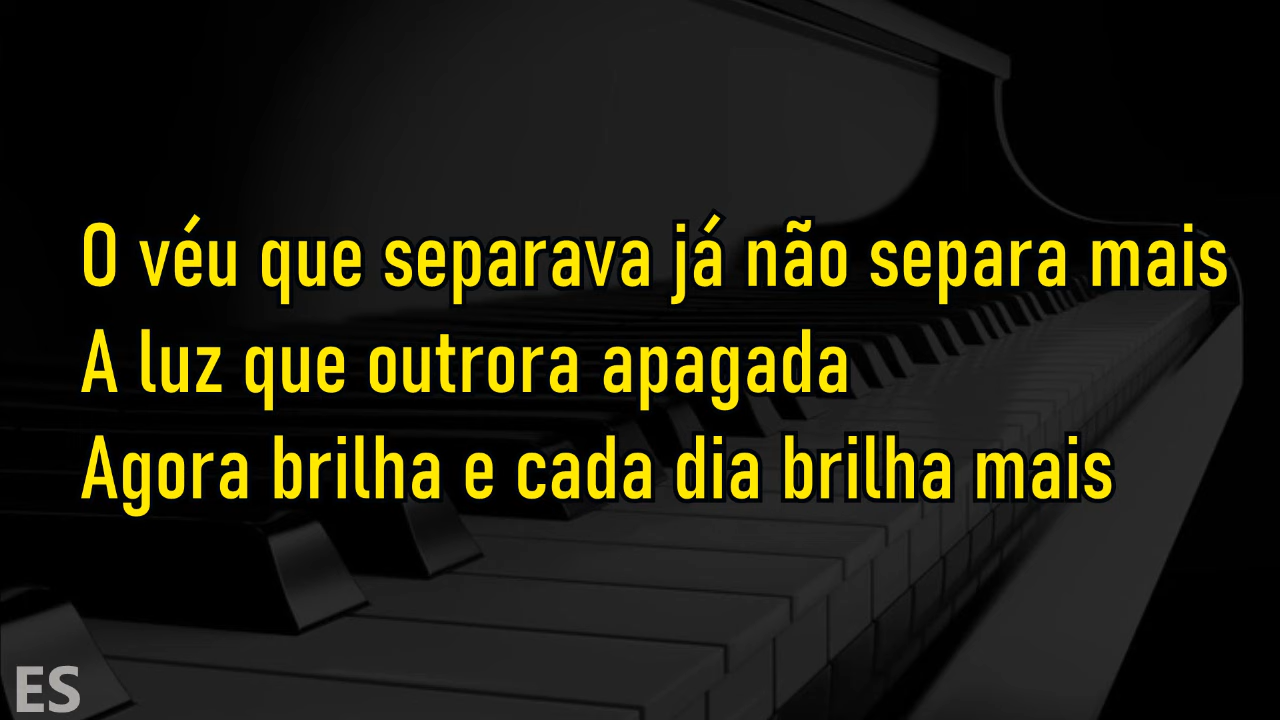 O véu que separava já não separa mais
A luz que outrora apagada
Agora brilha e cada dia brilha mais
ES